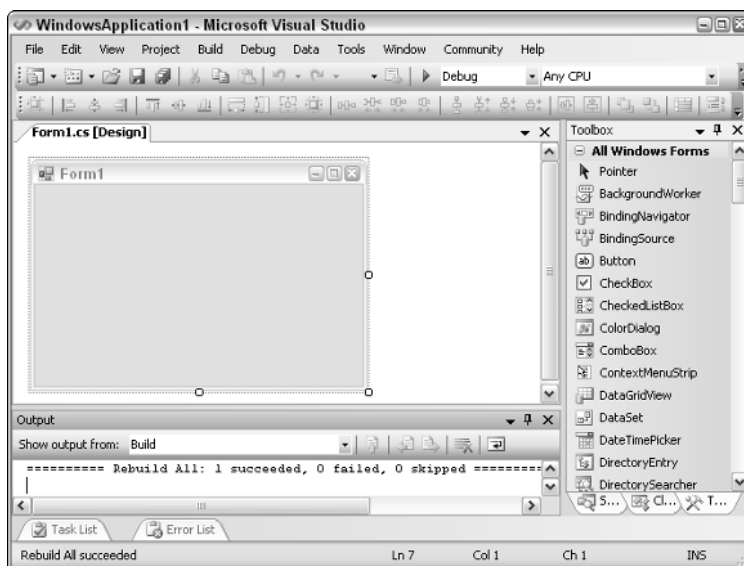 WindowsApplication1 - Microsoft Visual Studio
File Edit View Project Build Debug Data Tools Window Community Help
Debug Any CPU
Form1.cs [Design]
Form1
Toolbox
All Windows Forms
Pointer
BackgroundWorker
BindingNavigator
BindingSource
Button
CheckBox
CheckedListBox
ColorDialog
ComboBox
ContextMenuStrip
DataGridView
DataSet
DateTimePicker
DirectoryEntry
DirectorySearcher
S... Cl... T...
Output
Show output from: Build
========== Rebuild All: 1 succeeded, 0 failed, 0 skipped =========
Task List Error List
Rebuild All succeeded Ln 7 Col 1 Ch 1 INS